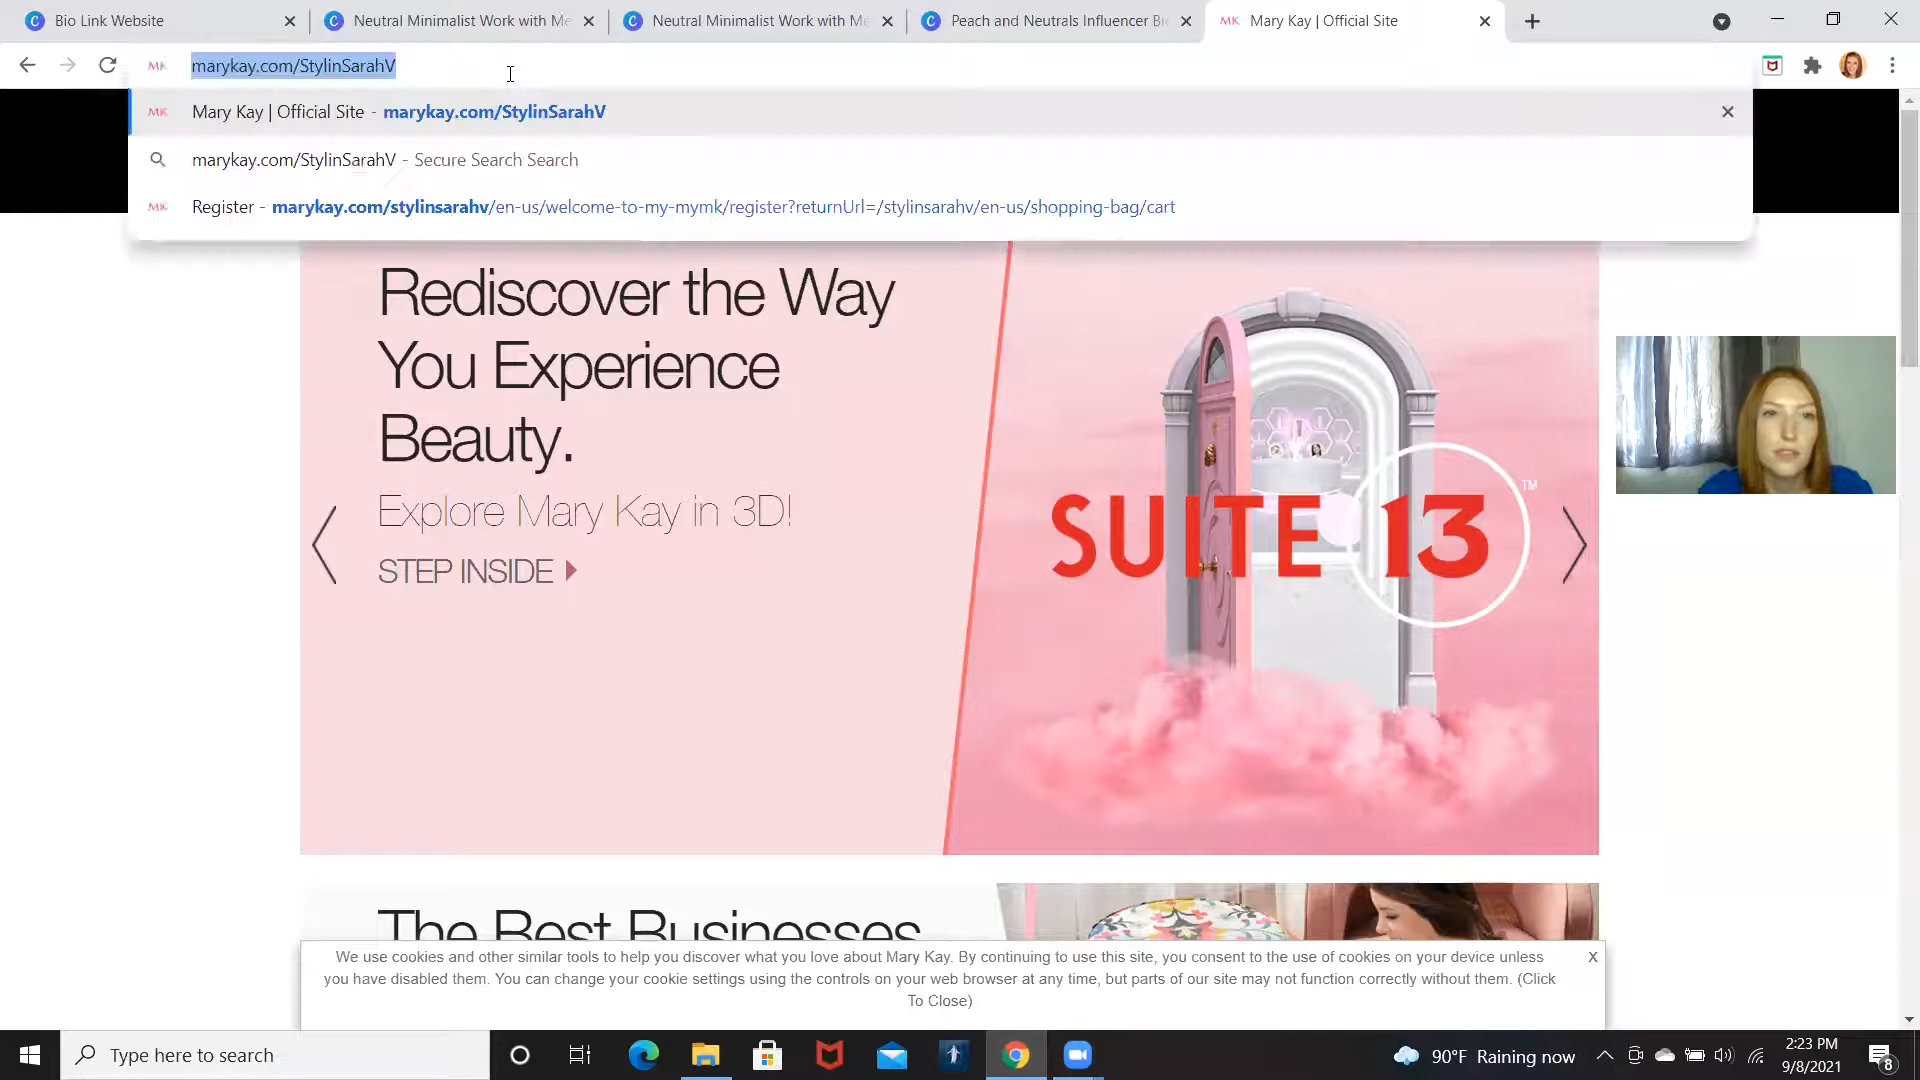 Bio Link Website
Neutral Minimalist Work with Me
Neutral Minimalist Work with Me
Peach and Neutrals Influencer Bi
MK Mary Kay | Official Site
MK marykay.com/StylinSarahV
MK Mary Kay | Official Site - marykay.com/StylinSarahV
marykay.com/StylinSarahV - Secure Search Search
MK Register - marykay.com/stylinsarahv/en-us/welcome-to-my-mymk/register?returnUrl=/stylinsarahv/en-us/shopping-bag/cart
Rediscover the Way
You Experience
Beauty.
Explore Mary Kay in 3D!
STEP INSIDE
SUITE 13 ™
The Best Businesses
We use cookies and other similar tools to help you discover what you love about Mary Kay. By continuing to use this site, you consent to the use of cookies on your device unless
you have disabled them. You can change your cookie settings using the controls on your web browser at any time, but parts of our site may not function correctly without them. (Click
To Close)
X
Type here to search
90°F Raining now
2:23 PM
9/8/2021
8